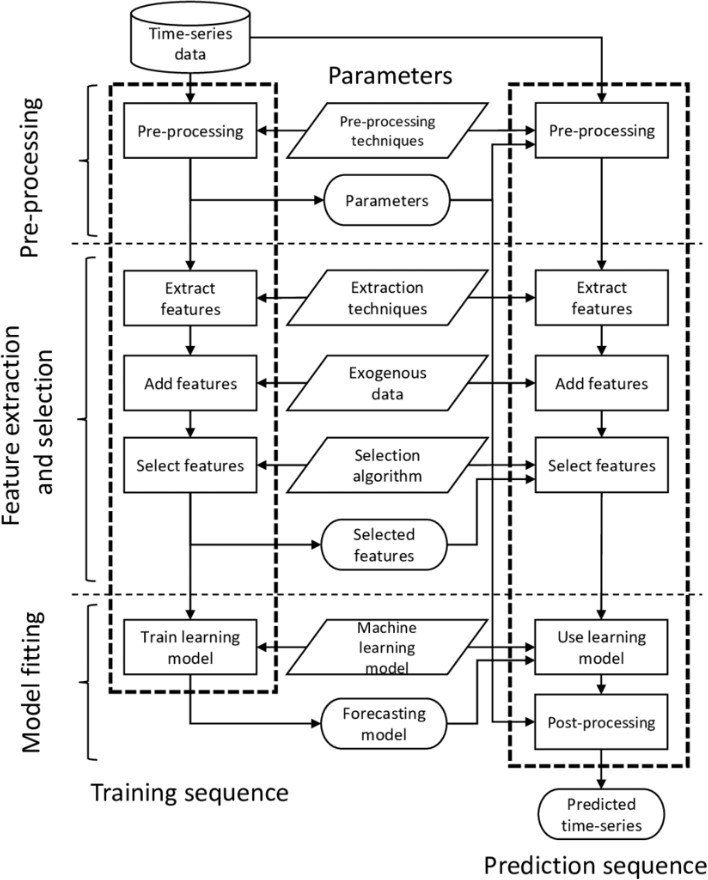 Time-series
data
Parameters
Pre-processing
Pre-processing
Pre-processing
techniques
Pre-processing
Parameters
Feature extraction
and selection
Extract
features
Extraction
techniques
Extract
features
Add features
Exogenous
data
Add features
Select features
Selection
algorithm
Select features
Selected
features
Model fitting
Train learning
model
Machine
learning
model
Use learning
model
Forecasting
model
Post-processing
Training sequence
Predicted
time-series
Prediction sequence